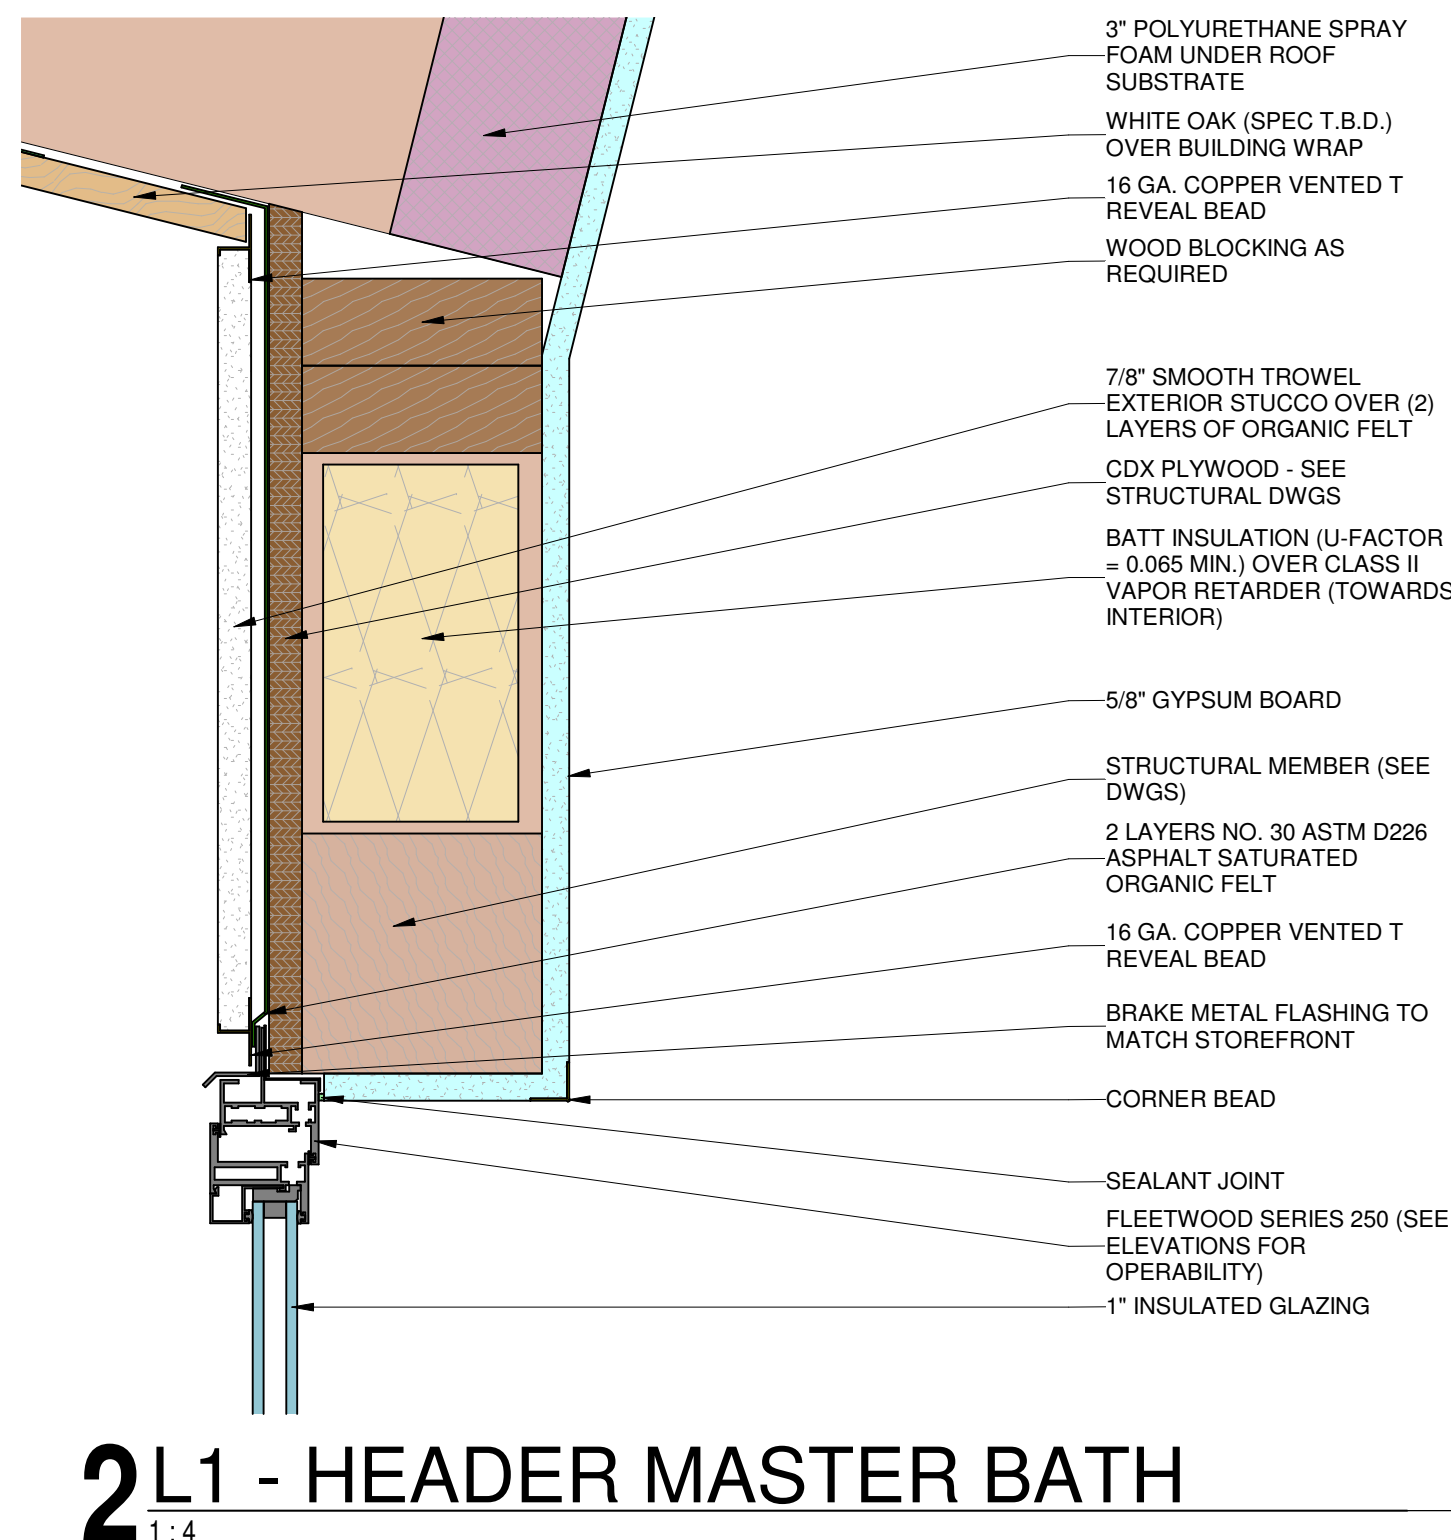 3" POLYURETHANE SPRAY
FOAM UNDER ROOF
SUBSTRATE
WHITE OAK (SPEC T.B.D.)
OVER BUILDING WRAP
16 GA. COPPER VENTED T
REVEAL BEAD
WOOD BLOCKING AS
REQUIRED
7/8" SMOOTH TROWEL
EXTERIOR STUCCO OVER (2)
LAYERS OF ORGANIC FELT
CDX PLYWOOD - SEE
STRUCTURAL DWGS
BATT INSULATION (U-FACTOR
= 0.065 MIN.) OVER CLASS II
VAPOR RETARDER (TOWARDS
INTERIOR)
5/8" GYPSUM BOARD
STRUCTURAL MEMBER (SEE
DWGS)
2 LAYERS NO. 30 ASTM D226
ASPHALT SATURATED
ORGANIC FELT
16 GA. COPPER VENTED T
REVEAL BEAD
BRAKE METAL FLASHING TO
MATCH STOREFRONT
CORNER BEAD
SEALANT JOINT
FLEETWOOD SERIES 250 (SEE
ELEVATIONS FOR
OPERABILITY)
1" INSULATED GLAZING
2 L1 - HEADER MASTER BATH
1 : 4